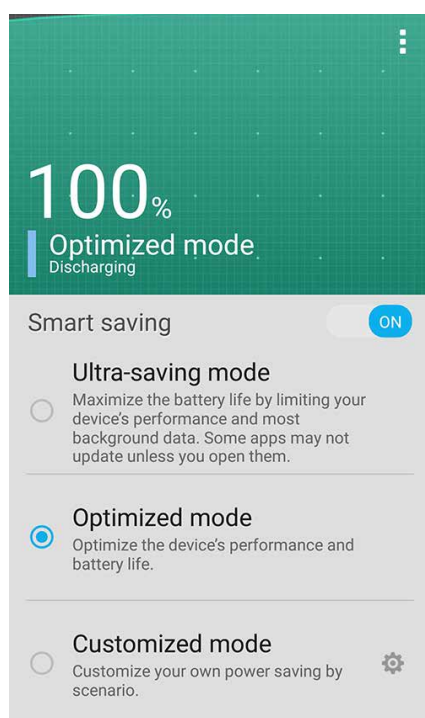 100%
Optimized mode
Discharging
Smart saving
ON
Ultra-saving mode
Maximize the battery life by limiting your
device's performance and most
background data. Some apps may not
update unless you open them.
Optimized mode
Optimize the device's performance and
battery life.
Customized mode
Customize your own power saving by
scenario.